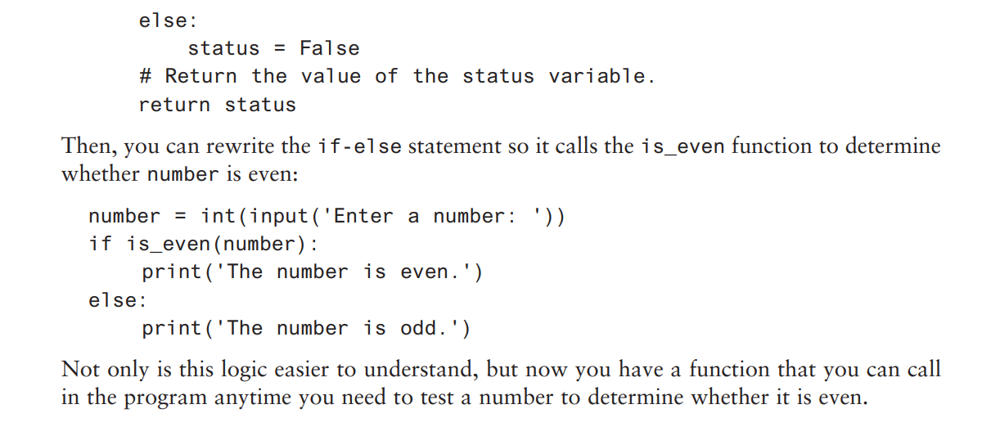 else:
status = False
# Return the value of the status variable.
return status
Then, you can rewrite the if-else statement so it calls the is_even function to determine
whether number is even:
number = int(input('Enter a number: '))
if is_even(number):
print('The number is even.')
else:
print('The number is odd.')
Not only is this logic easier to understand, but now you have a function that you can call
in the program anytime you need to test a number to determine whether it is even.